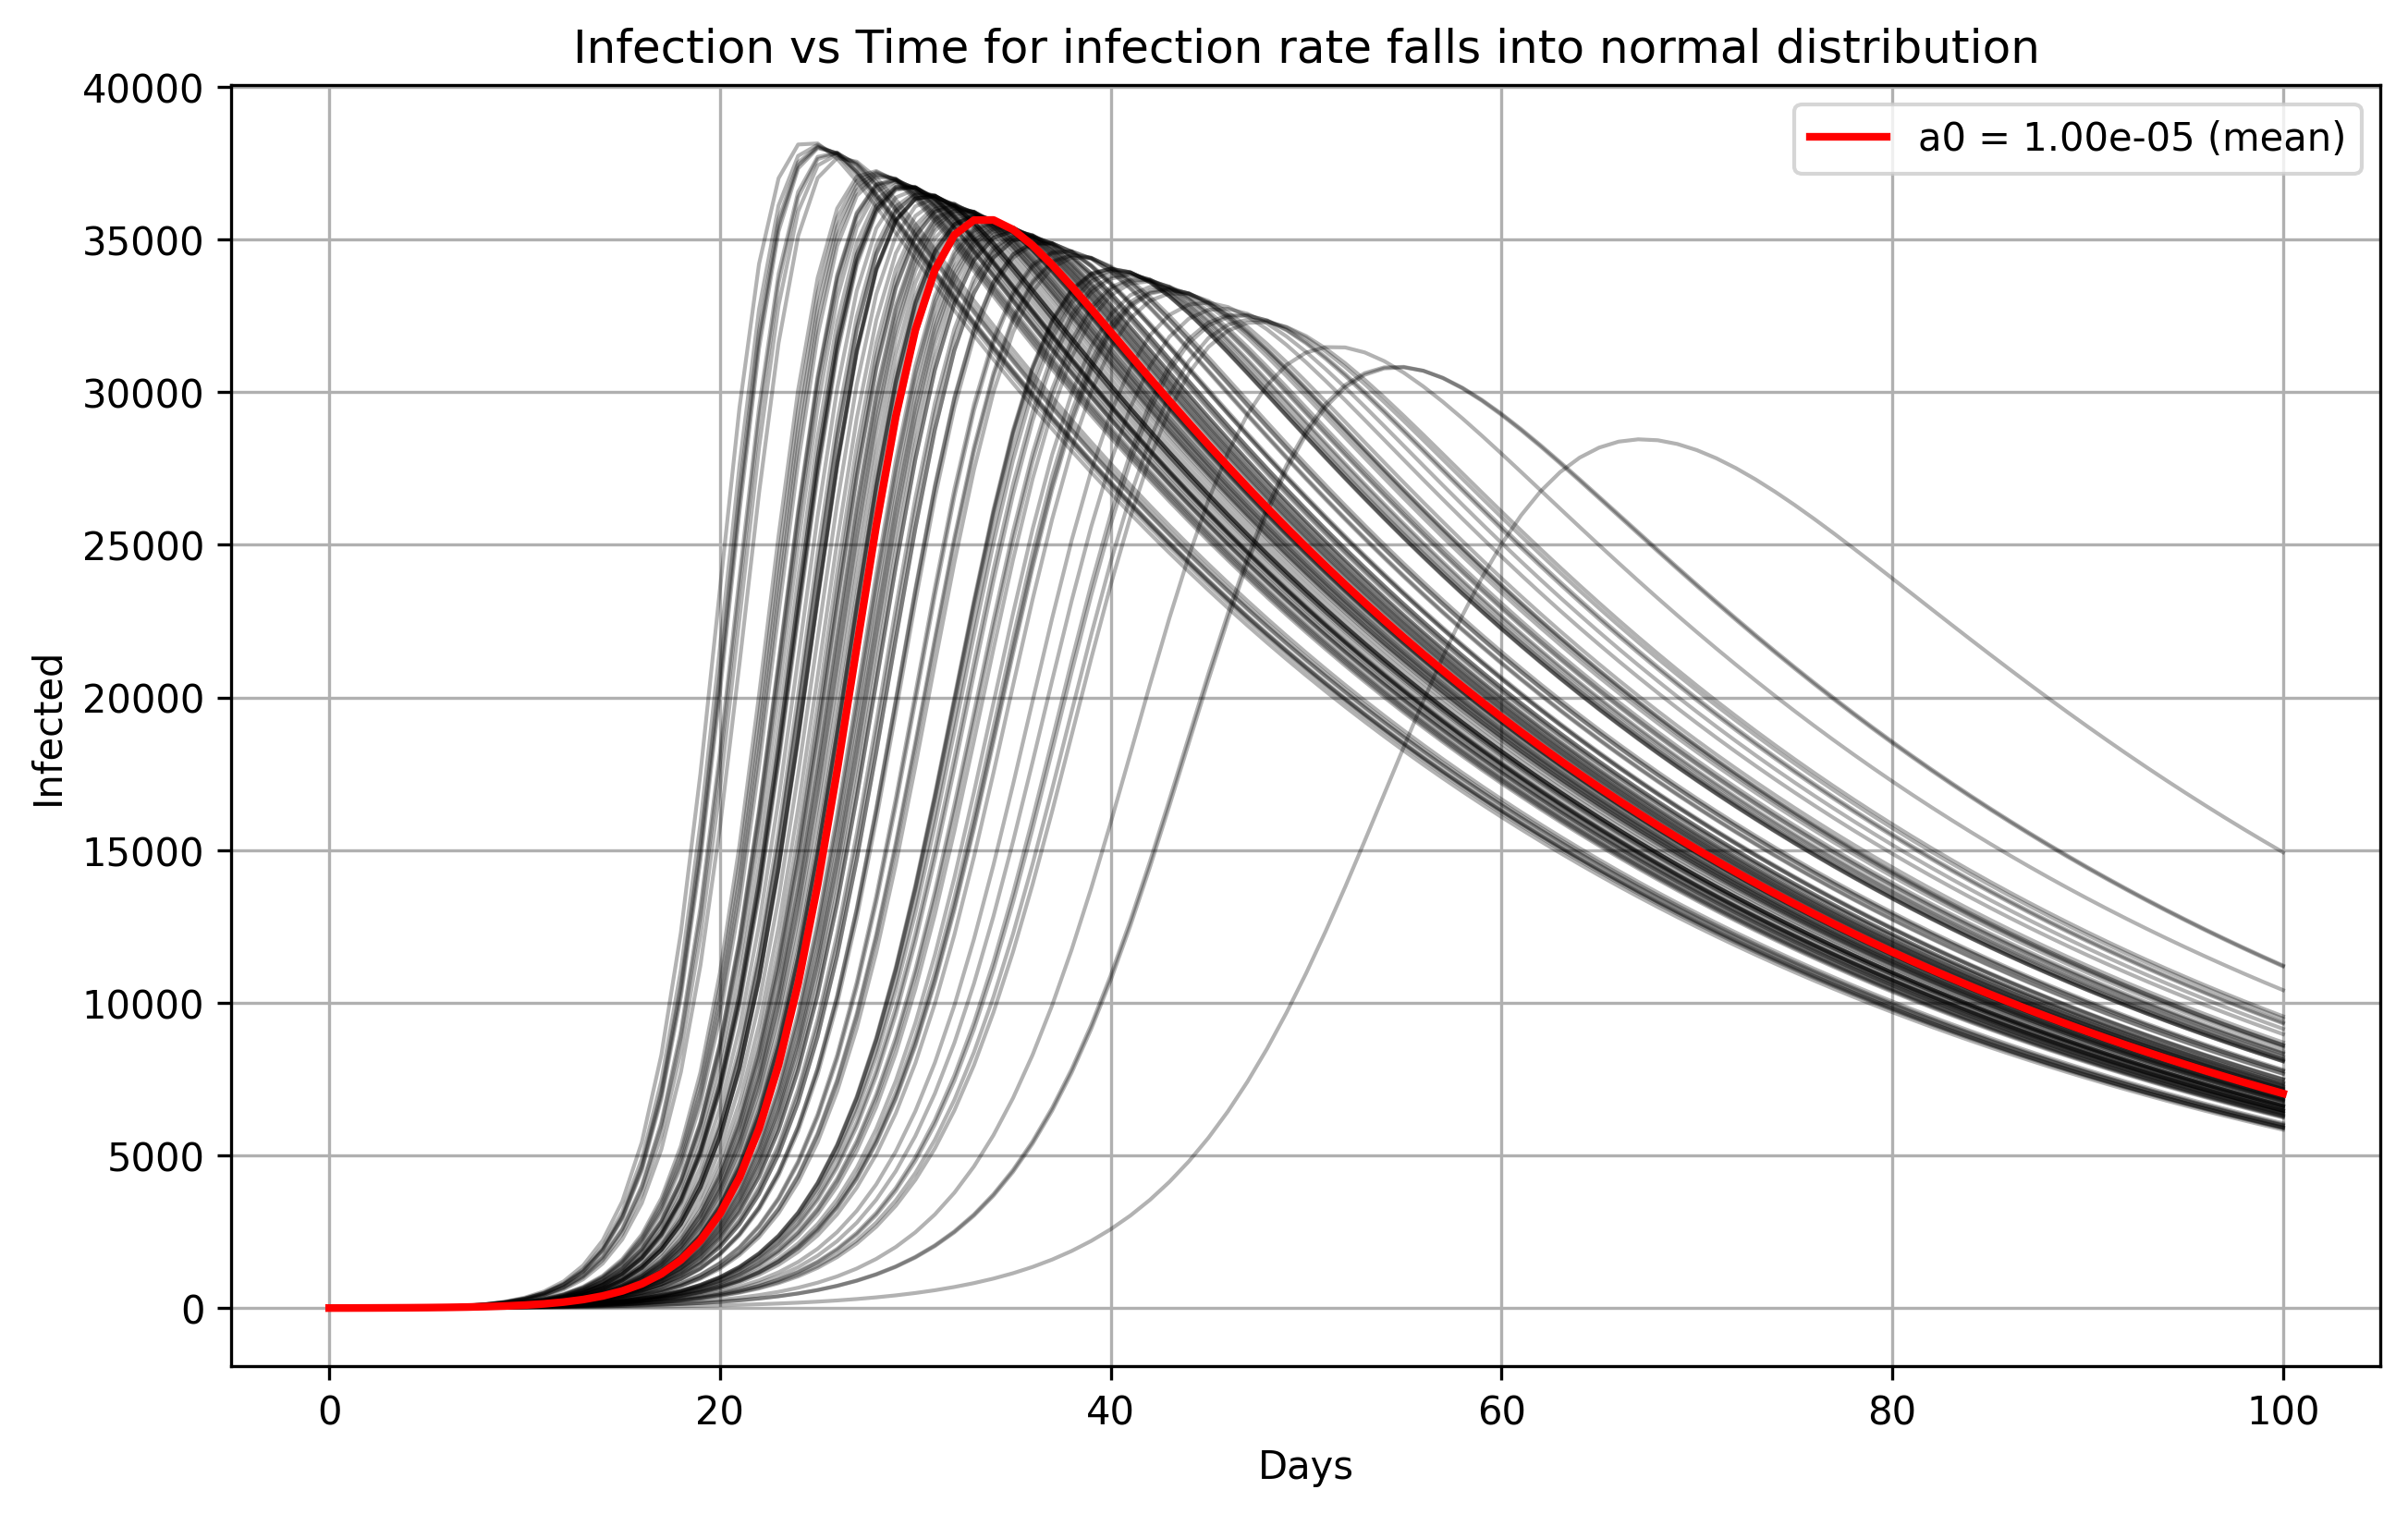 Infection vs Time for infection rate falls into normal distribution
40000
35000
30000
25000
20000
15000
10000
5000
0
Infected
a0 = 1.00e-05 (mean)
0 20 40 60 80 100
Days